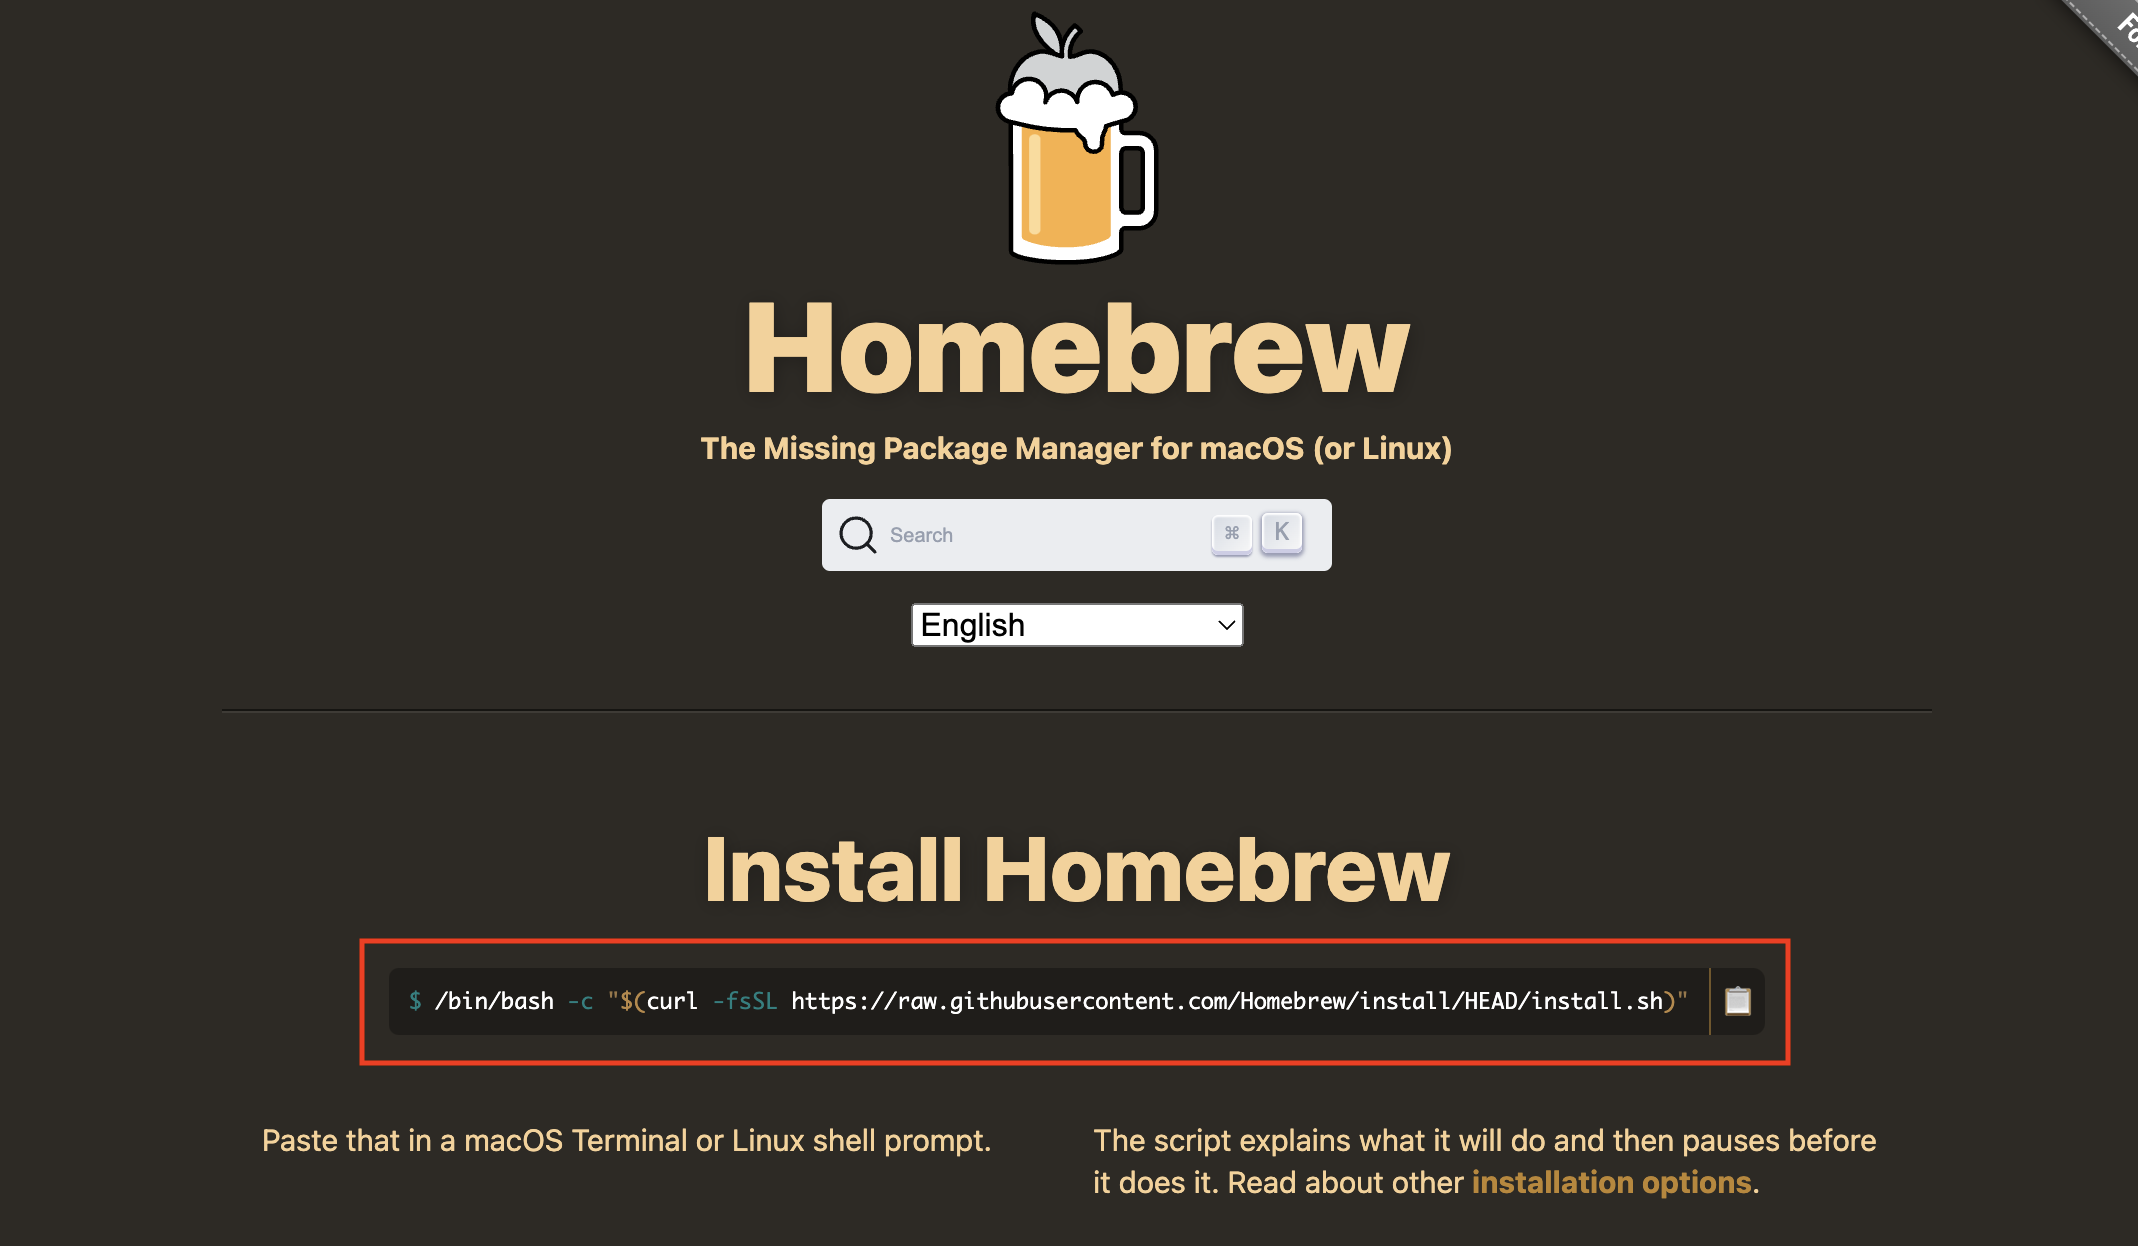 Homebrew
The Missing Package Manager for macOS (or Linux)
Search ⌘ K
English
Install Homebrew
$ /bin/bash -c "$(curl -fsSL https://raw.githubusercontent.com/Homebrew/install/HEAD/install.sh)"
Paste that in a macOS Terminal or Linux shell prompt.
The script explains what it will do and then pauses before
it does it. Read about other installation options.